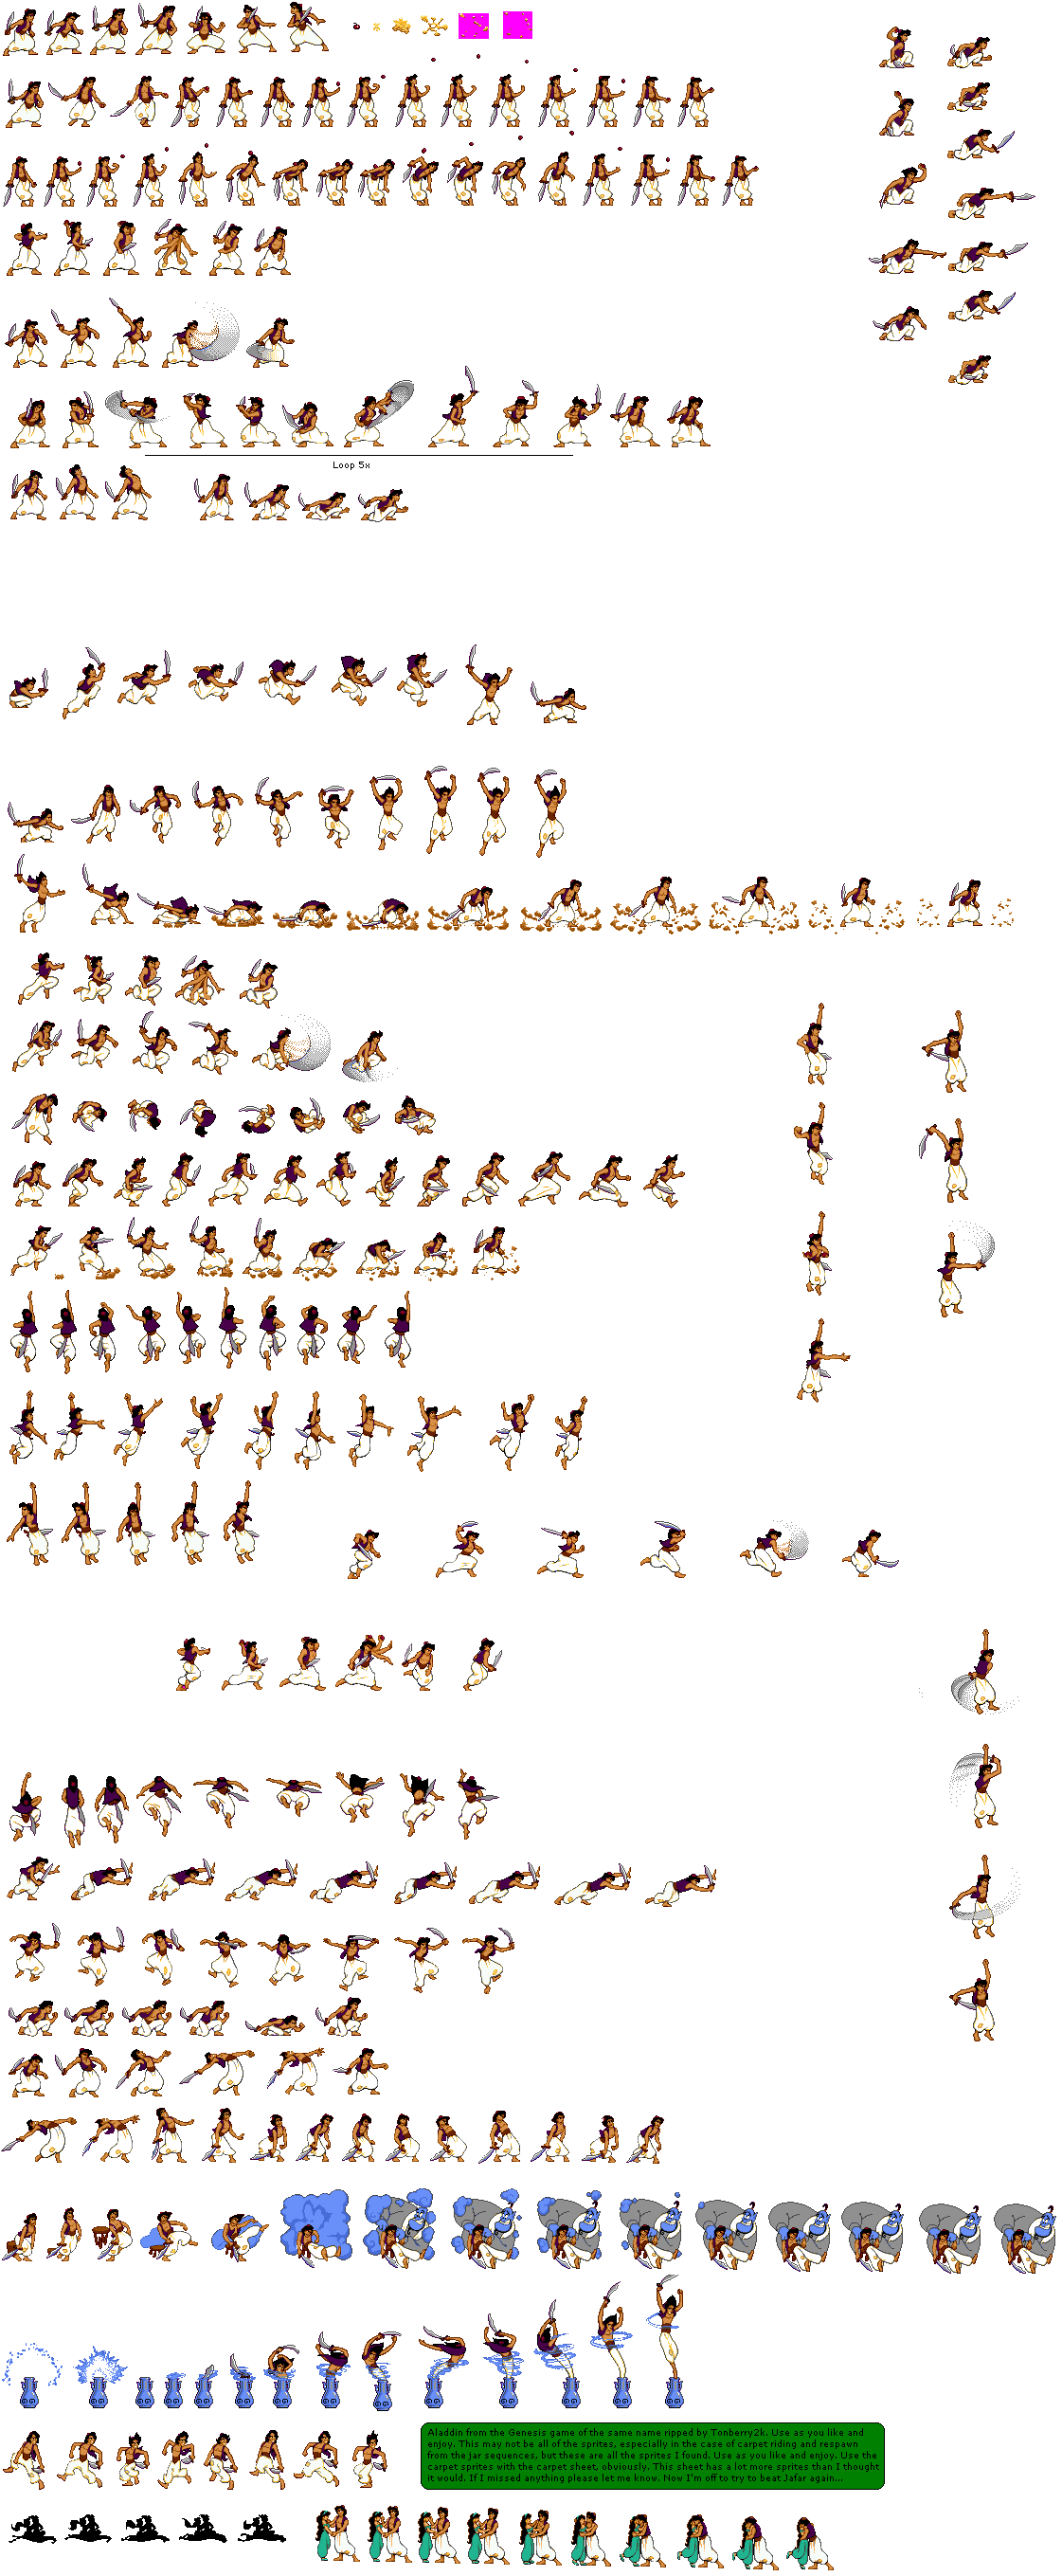 Loop 5x
Aladdin from the Genesis game of the same name ripped by Tonberry2k. Use as you like and
enjoy. This may not be all of the sprites, especially in the case of carpet riding and respawn
from the jar sequences, but these are all the sprites I found. Use as you like and enjoy. Use the
carpet sprites with the carpet sheet, obviously. This sheet has a lot more sprites than I thought
it would. If I missed anything please let me know. Now I'm off to try to beat Jafar again...